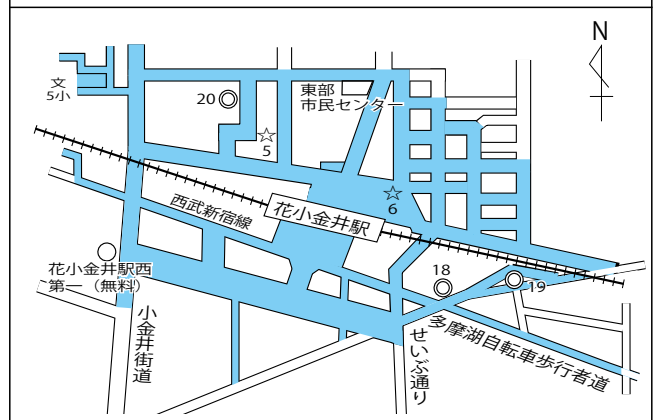 N
文
5小
20
東部
市民センター
5
6
西武新宿線
花小金井駅
花小金井駅西
第一（無料）
18
19
小金井街道
せいぶ通り
多摩湖自転車歩行者道